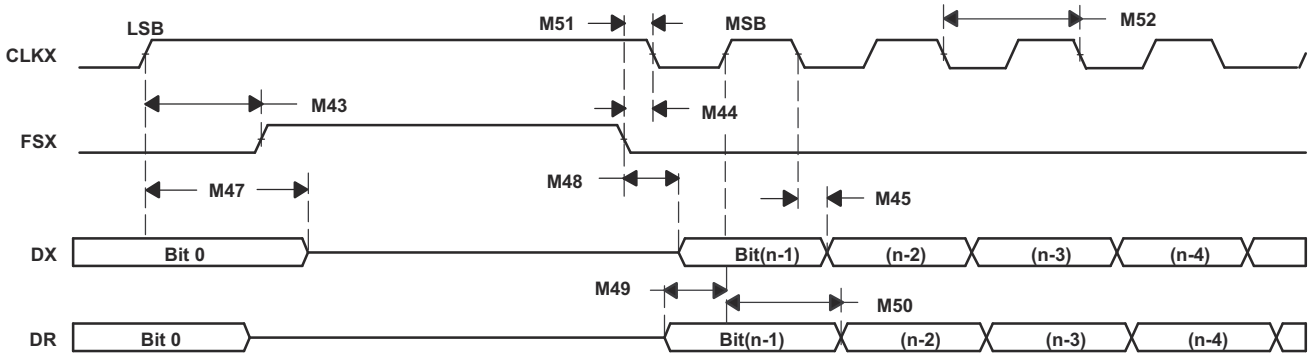 LSB M51 MSB M52
CLKX
M43 M44
FSX
M47 M48 M45
DX Bit 0 Bit(n-1) (n-2) (n-3) (n-4)
M49 M50
DR Bit 0 Bit(n-1) (n-2) (n-3) (n-4)